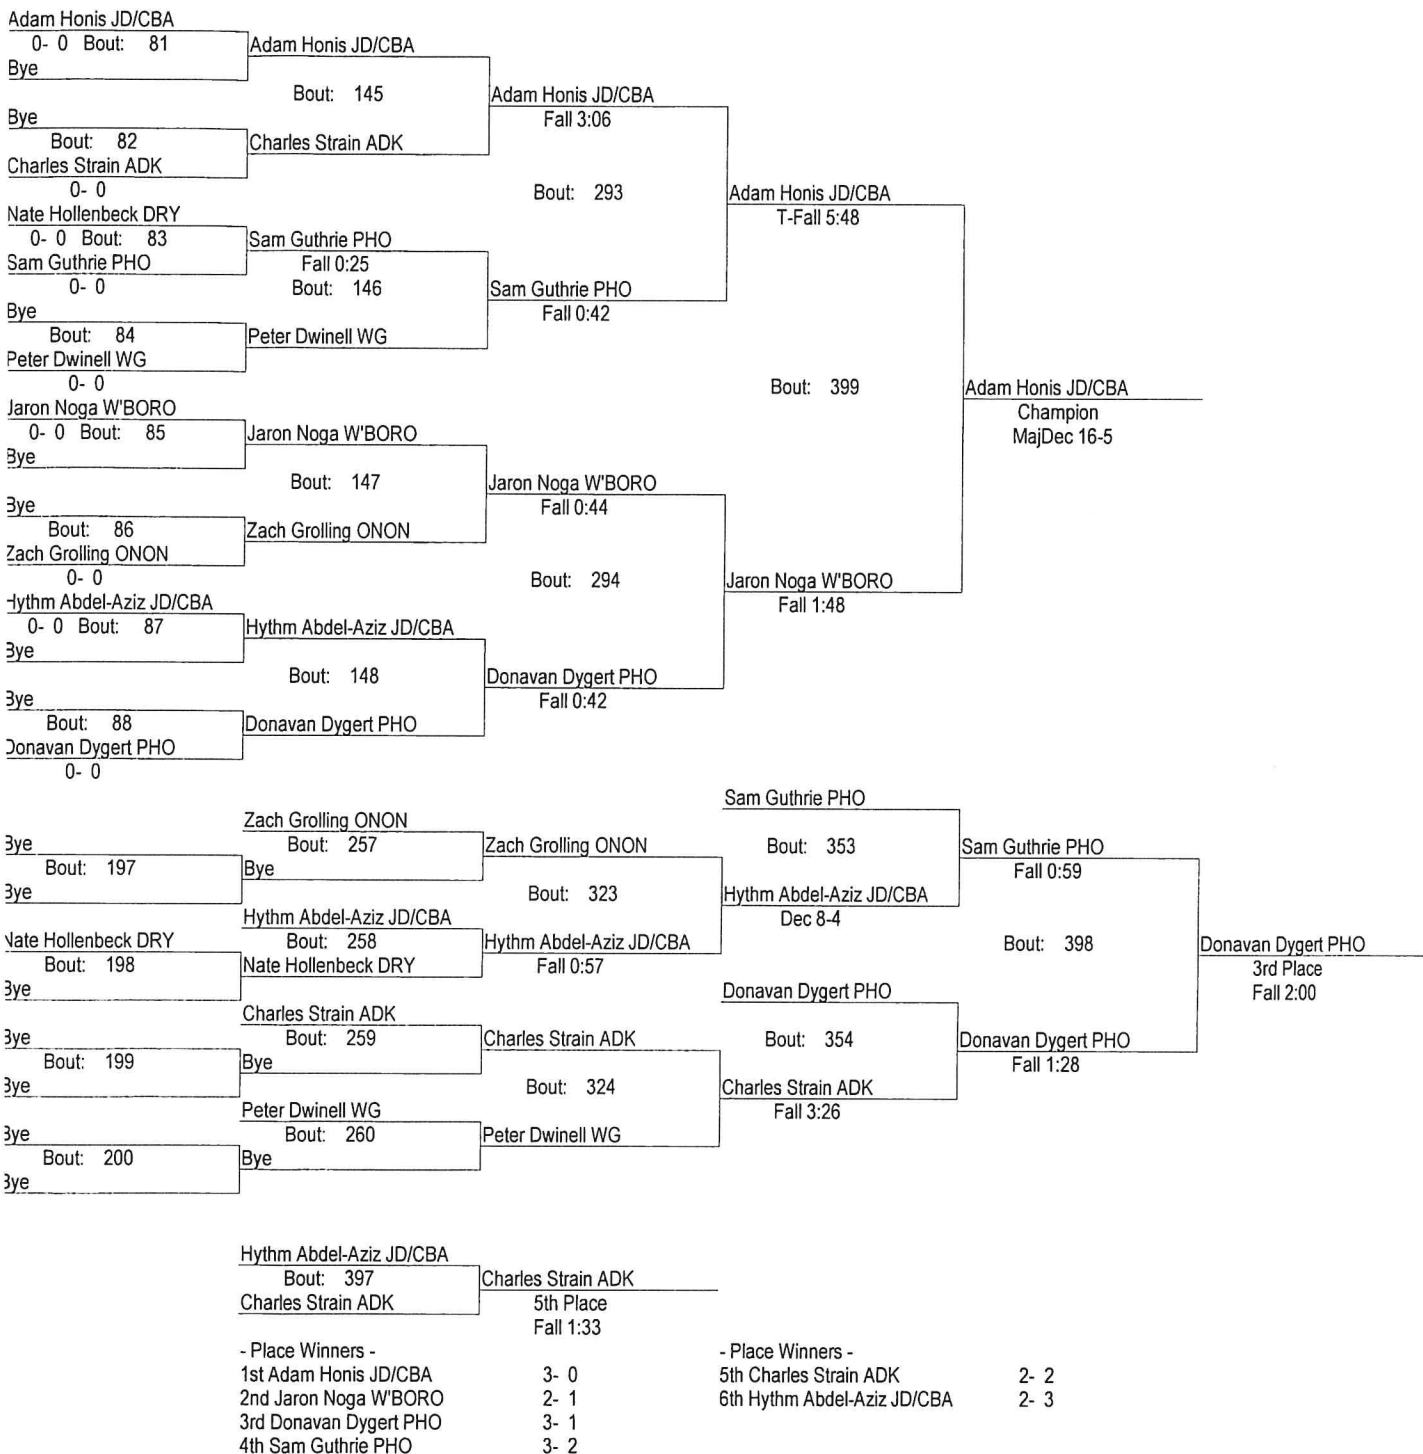 Adam Honis JD/CBA
0- 0 Bout: 81
Bye
Adam Honis JD/CBA
Bout: 145
Bye
Bout: 82
Charles Strain ADK
0- 0
Charles Strain ADK
Adam Honis JD/CBA
Fall 3:06
Bout: 293
Nate Hollenbeck DRY
0- 0 Bout: 83
Sam Guthrie PHO
0- 0
Sam Guthrie PHO
Fall 0:25
Bout: 146
Bye
Bout: 84
Peter Dwinell WG
0- 0
Peter Dwinell WG
Sam Guthrie PHO
Fall 0:42
Adam Honis JD/CBA
T-Fall 5:48
Bout: 399
Jaron Noga W'BORO
0- 0 Bout: 85
Bye
Jaron Noga W'BORO
Bout: 147
Bye
Bout: 86
Zach Grolling ONON
0- 0
Zach Grolling ONON
Jaron Noga W'BORO
Fall 0:44
Bout: 294
Hythm Abdel-Aziz JD/CBA
0- 0 Bout: 87
Bye
Hythm Abdel-Aziz JD/CBA
Bout: 148
Bye
Bout: 88
Donavan Dygert PHO
0- 0
Donavan Dygert PHO
Donavan Dygert PHO
Fall 0:42
Jaron Noga W'BORO
Fall 1:48
Adam Honis JD/CBA
Champion
MajDec 16-5
Bye
Bout: 197
Bye
Zach Grolling ONON
Bout: 257
Bye
Zach Grolling ONON
Bout: 323
Nate Hollenbeck DRY
Bout: 198
Bye
Hythm Abdel-Aziz JD/CBA
Bout: 258
Nate Hollenbeck DRY
Hythm Abdel-Aziz JD/CBA
Fall 0:57
Sam Guthrie PHO
Bout: 353
Hythm Abdel-Aziz JD/CBA
Dec 8-4
Sam Guthrie PHO
Fall 0:59
Bout: 398
Bye
Bout: 199
Bye
Charles Strain ADK
Bout: 259
Bye
Charles Strain ADK
Bout: 324
Bye
Bout: 200
Bye
Peter Dwinell WG
Bout: 260
Bye
Peter Dwinell WG
Donavan Dygert PHO
Bout: 354
Charles Strain ADK
Fall 3:26
Donavan Dygert PHO
Fall 1:28
Donavan Dygert PHO
3rd Place
Fall 2:00
Hythm Abdel-Aziz JD/CBA
Bout: 397
Charles Strain ADK
Charles Strain ADK
5th Place
Fall 1:33
- Place Winners -
1st Adam Honis JD/CBA 3- 0
2nd Jaron Noga W'BORO 2- 1
3rd Donavan Dygert PHO 3- 1
4th Sam Guthrie PHO 3- 2
- Place Winners -
5th Charles Strain ADK 2- 2
6th Hythm Abdel-Aziz JD/CBA 2- 3